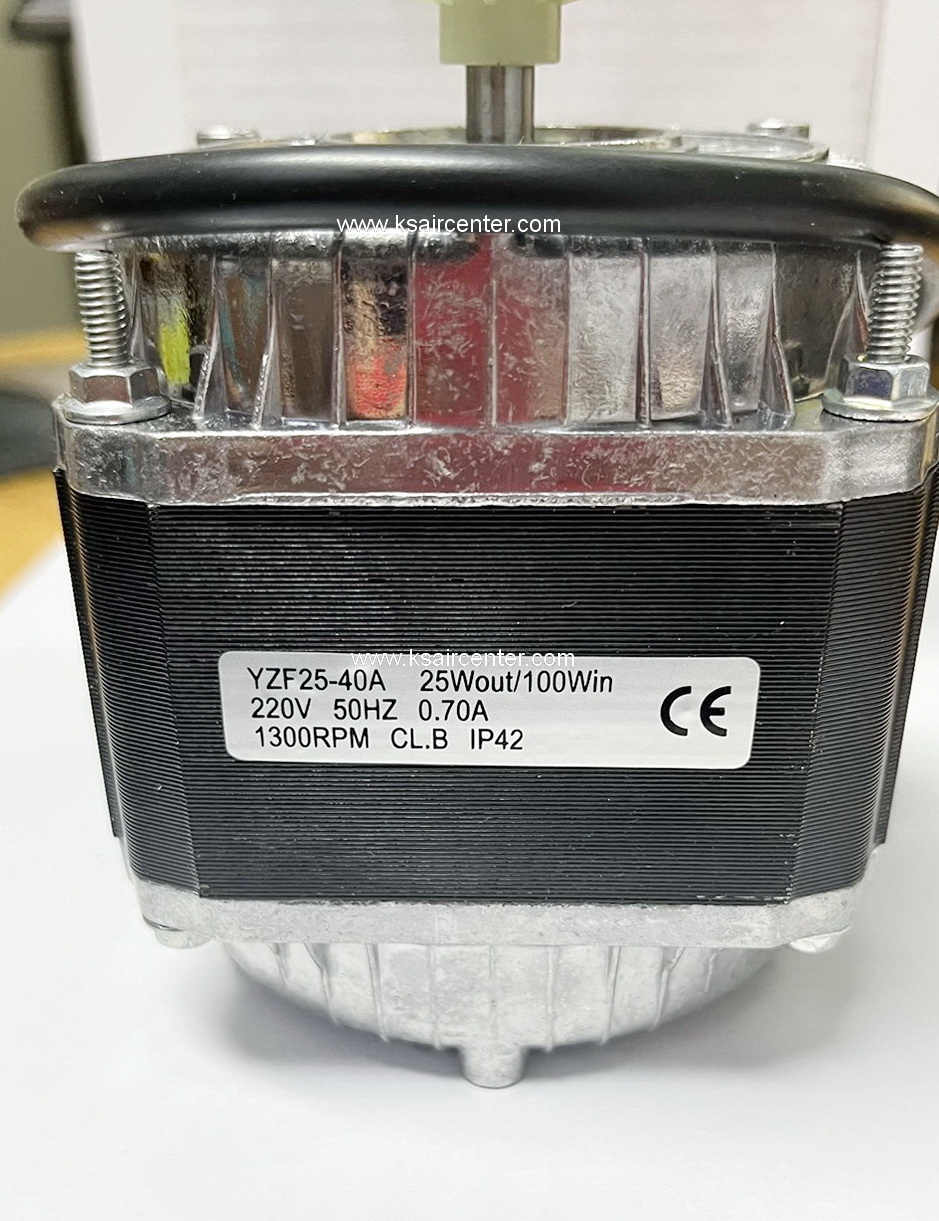 www.ksaircenter.com
www.ksaircenter.com
YZF25-40A 25Wout/100Win
220V 50HZ 0.70A
1300RPM CL.B IP42
CE